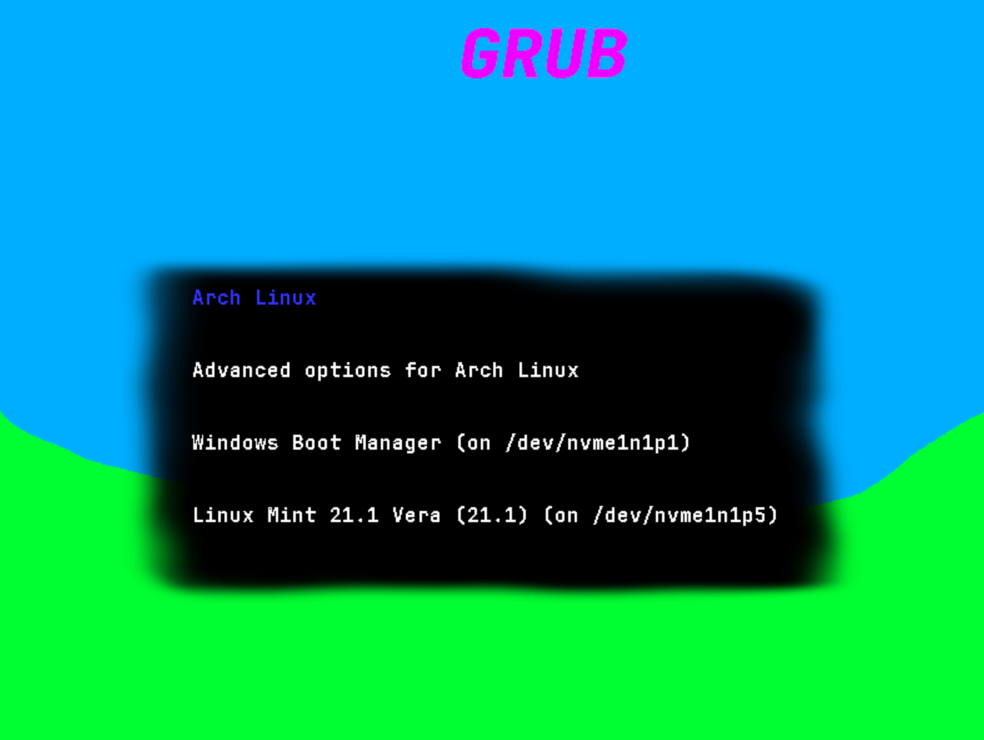 GRUB
Arch Linux
Advanced options for Arch Linux
Windows Boot Manager (on /dev/nvme1n1p1)
Linux Mint 21.1 Vera (21.1) (on /dev/nvme1n1p5)